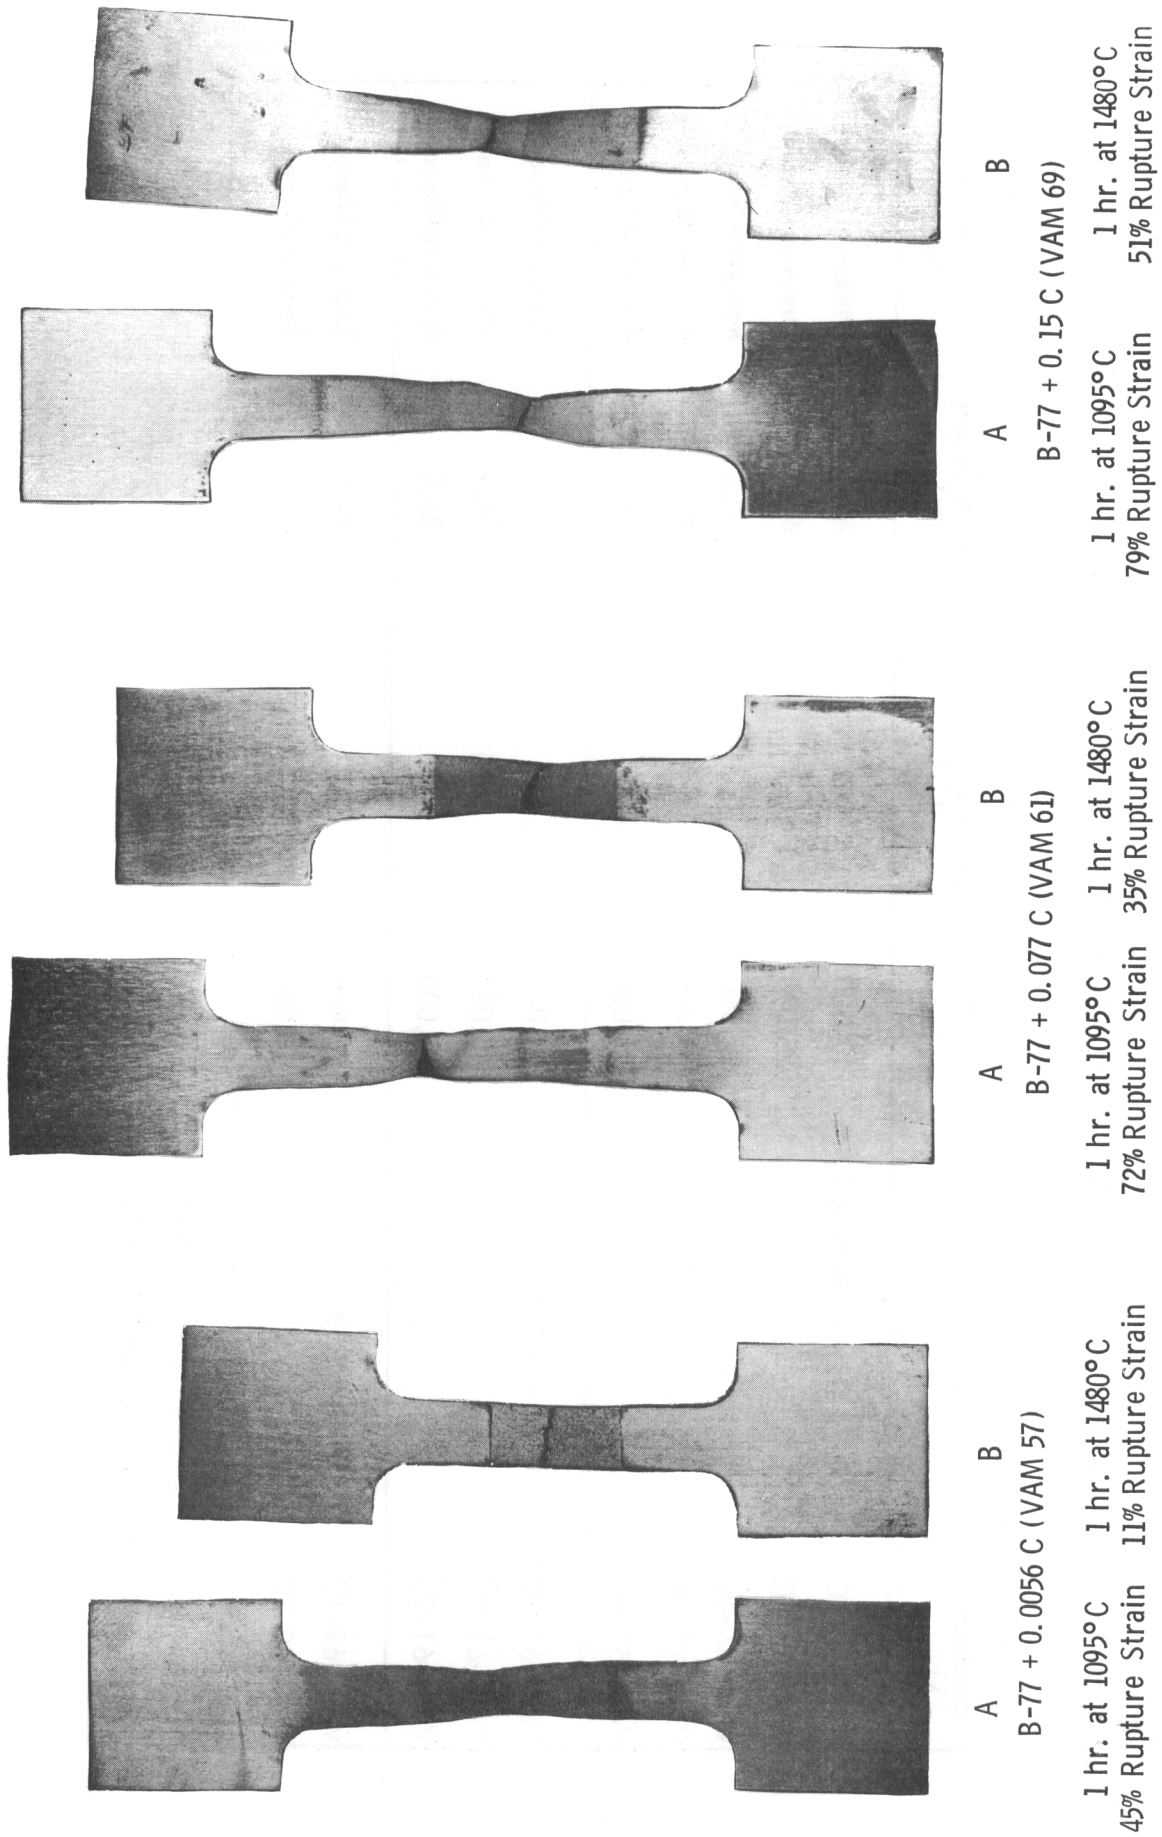 A
B
B-77 + 0.0056 C (VAM 57)
1 hr. at 1095°C
45% Rupture Strain
1 hr. at 1480°C
11% Rupture Strain
A
B
B-77 + 0.077 C (VAM 61)
1 hr. at 1095°C
72% Rupture Strain
1 hr. at 1480°C
35% Rupture Strain
A
B
B-77 + 0.15 C (VAM 69)
1 hr. at 1095°C
79% Rupture Strain
1 hr. at 1480°C
51% Rupture Strain